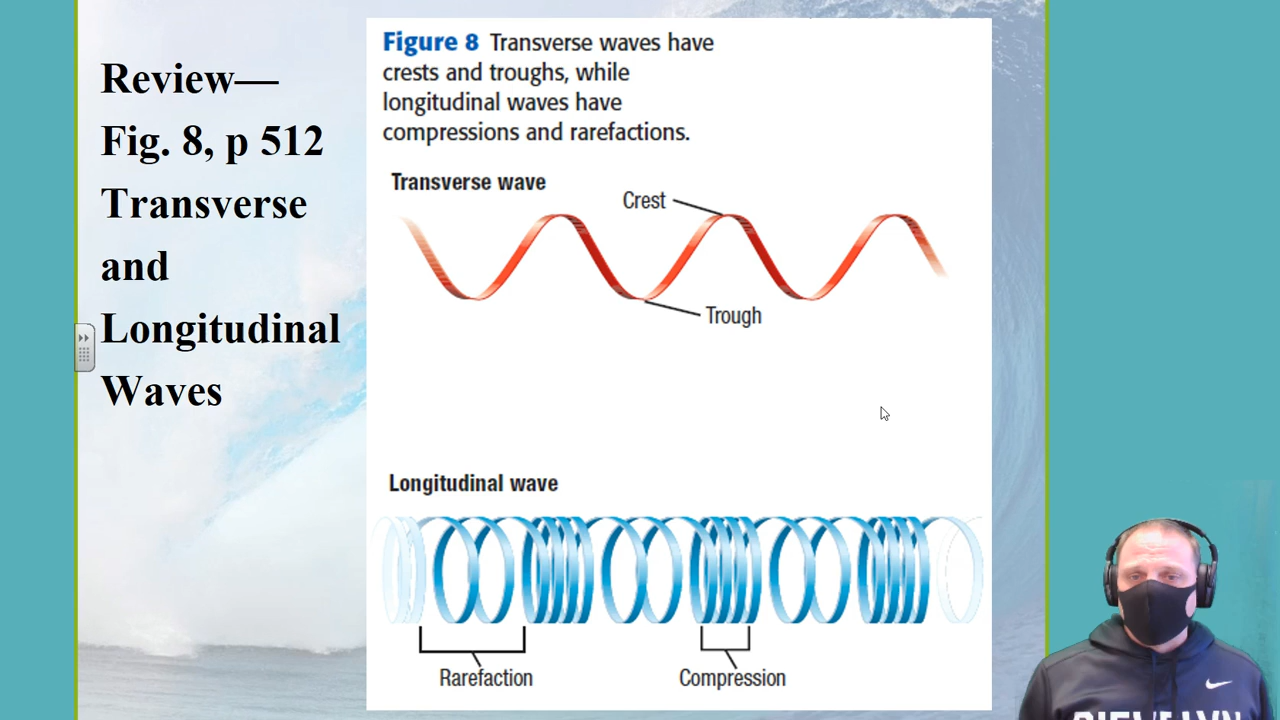 Review—
Fig. 8, p 512
Transverse
and
Longitudinal
Waves
Figure 8 Transverse waves have
crests and troughs, while
longitudinal waves have
compressions and rarefactions.
Transverse wave
Crest
Trough
Longitudinal wave
Rarefaction
Compression